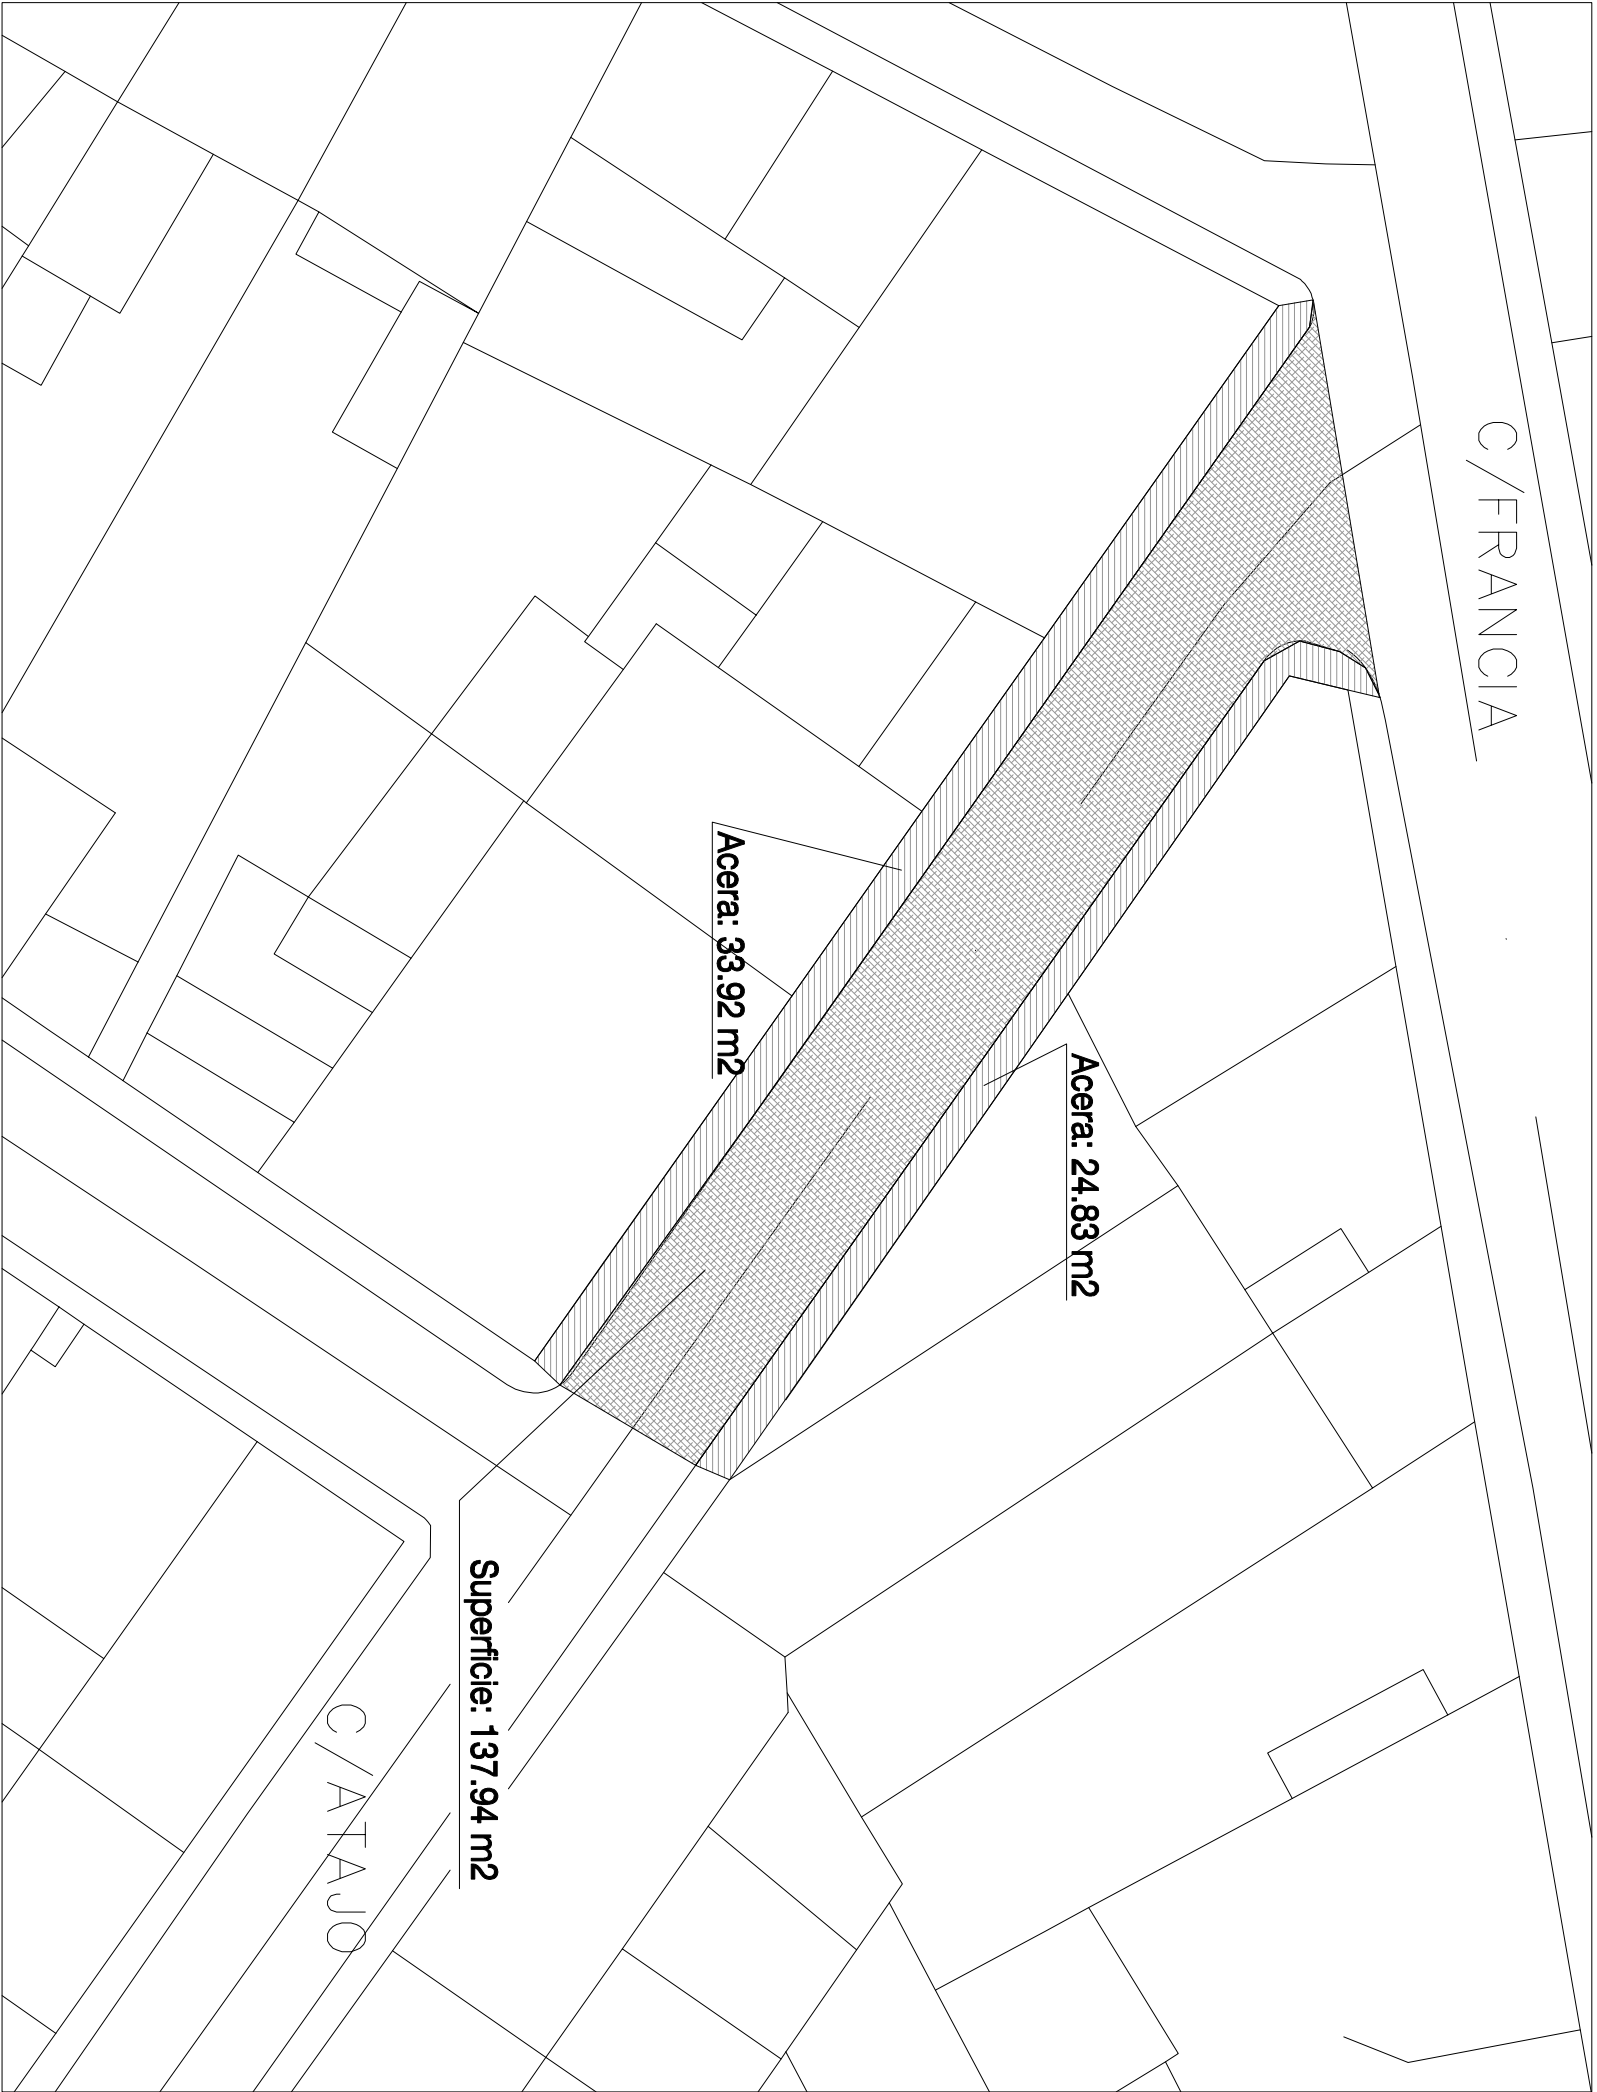 C/FRANCIA
Acera: 24.83 m2
Acera: 33.92 m2
Superficie: 137.94 m2
C/ATAJO